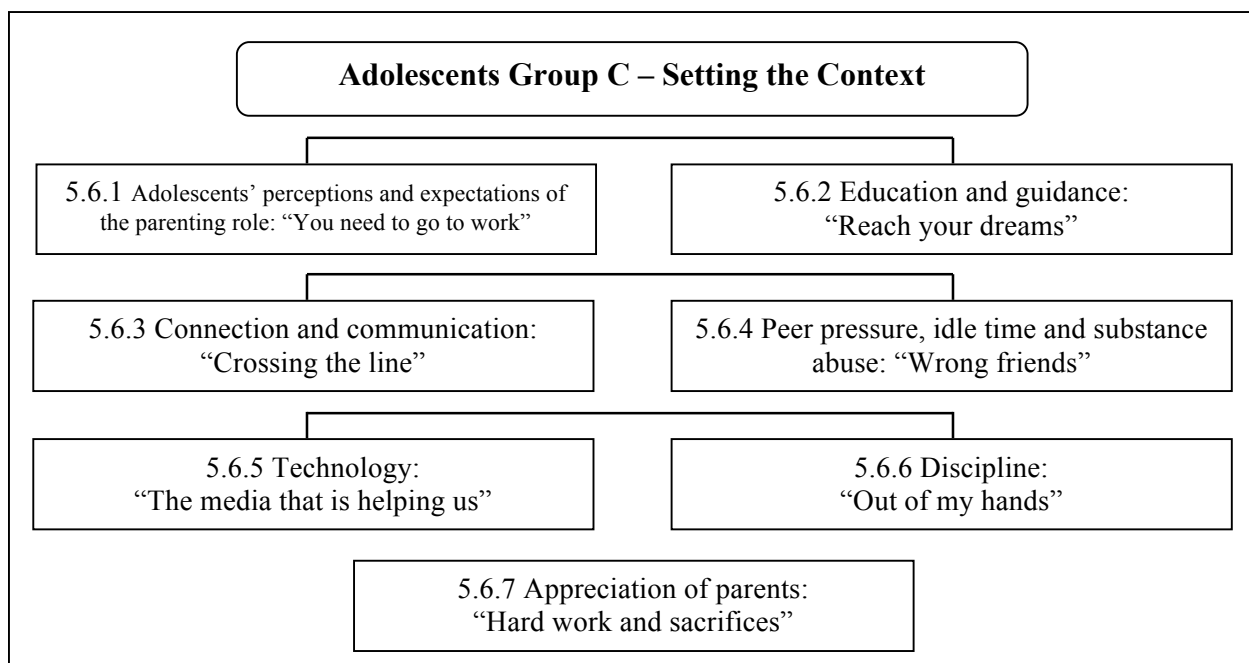 Adolescents Group C – Setting the Context
5.6.1 Adolescents’ perceptions and expectations of
the parenting role: “You need to go to work”
5.6.2 Education and guidance:
“Reach your dreams”
5.6.3 Connection and communication:
“Crossing the line”
5.6.4 Peer pressure, idle time and substance
abuse: “Wrong friends”
5.6.5 Technology:
“The media that is helping us”
5.6.6 Discipline:
“Out of my hands”
5.6.7 Appreciation of parents:
“Hard work and sacrifices”